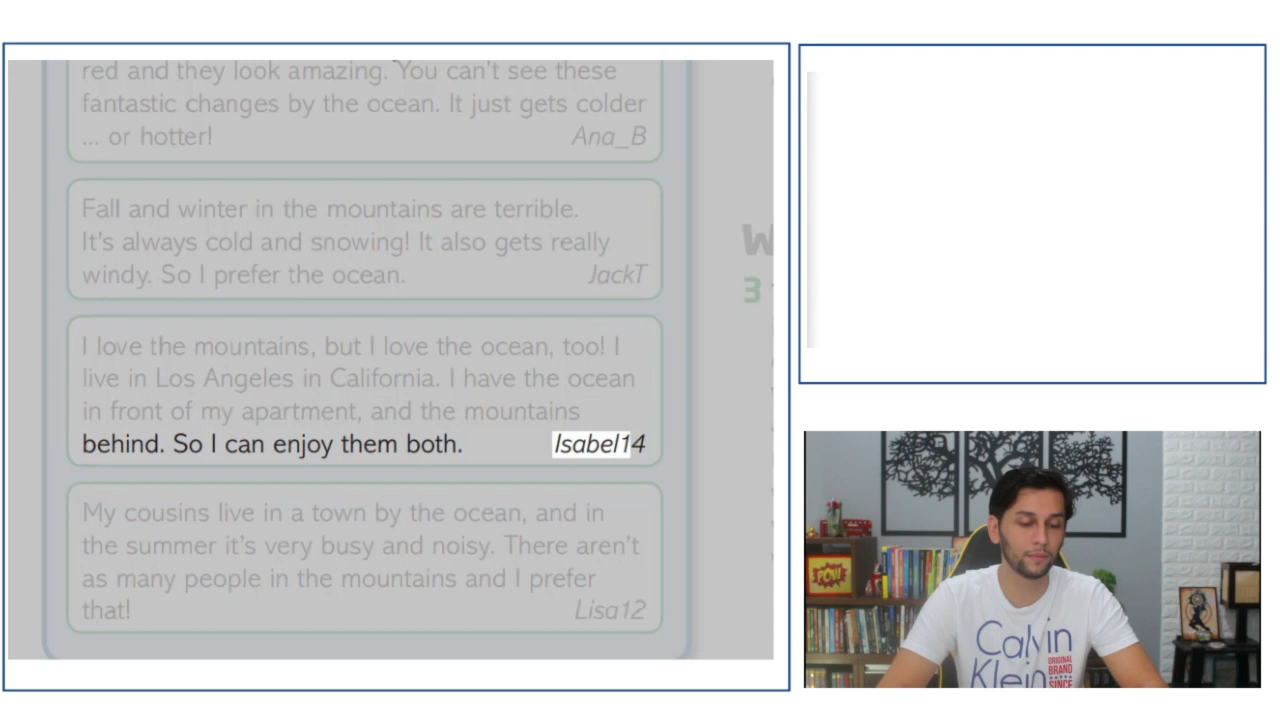 red and they look amazing. You can't see these
fantastic changes by the ocean. It just gets colder
... or hotter! Ana_B
Fall and winter in the mountains are terrible.
It's always cold and snowing! It also gets really
windy. So I prefer the ocean. JackT
I love the mountains, but I love the ocean, too! I
live in Los Angeles in California. I have the ocean
in front of my apartment, and the mountains
behind. So I can enjoy them both. Isabel14
My cousins live in a town by the ocean, and in
the summer it's very busy and noisy. There aren't
as many people in the mountains and I prefer
that! Lisa12
W
3
POW!
Calvin
Klein
ORIGINAL
BRAND
SINCE